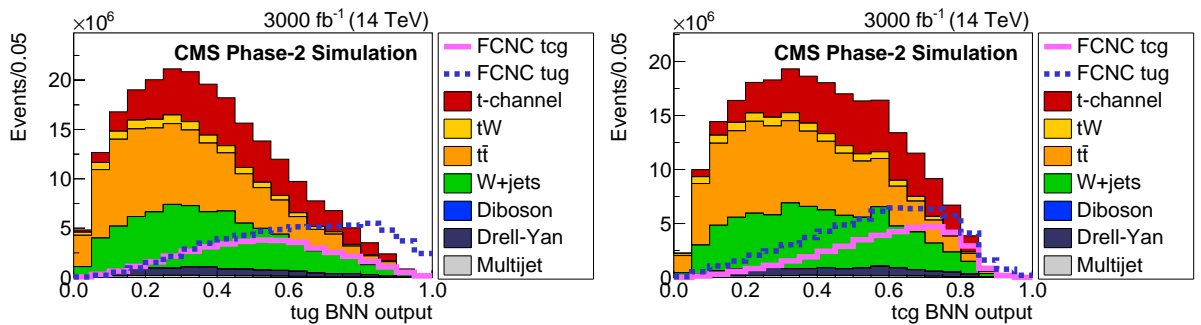 ×10⁶ 3000 fb⁻¹ (14 TeV)
CMS Phase-2 Simulation
Events/0.05
20
15
10
5
0
0.0 0.2 0.4 0.6 0.8 1.0
tug BNN output
FCNC tcg
FCNC tug
t-channel
tW
tt̄
W+jets
Diboson
Drell-Yan
Multijet
×10⁶ 3000 fb⁻¹ (14 TeV)
CMS Phase-2 Simulation
Events/0.05
20
15
10
5
0
0.0 0.2 0.4 0.6 0.8 1.0
tcg BNN output
FCNC tcg
FCNC tug
t-channel
tW
tt̄
W+jets
Diboson
Drell-Yan
Multijet